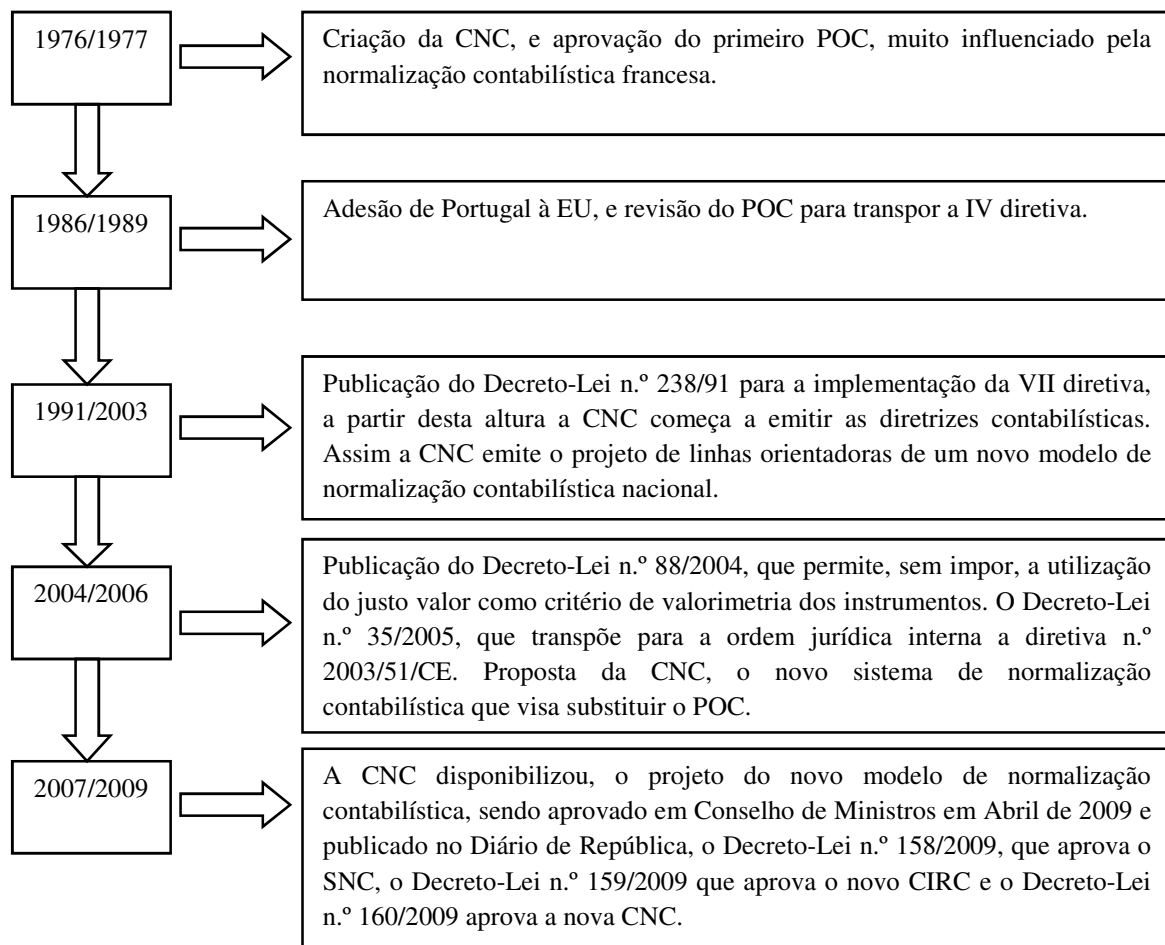 1976/1977
Criação da CNC, e aprovação do primeiro POC, muito influenciado pela
normalização contabilística francesa.
1986/1989
Adesão de Portugal à EU, e revisão do POC para transpor a IV diretiva.
1991/2003
Publicação do Decreto-Lei n.º 238/91 para a implementação da VII diretiva,
a partir desta altura a CNC começa a emitir as diretrizes contabilísticas.
Assim a CNC emite o projeto de linhas orientadoras de um novo modelo de
normalização contabilística nacional.
2004/2006
Publicação do Decreto-Lei n.º 88/2004, que permite, sem impor, a utilização
do justo valor como critério de valorimetria dos instrumentos. O Decreto-Lei
n.º 35/2005, que transpõe para a ordem jurídica interna a diretiva n.º
2003/51/CE. Proposta da CNC, o novo sistema de normalização
contabilística que visa substituir o POC.
2007/2009
A CNC disponibilizou, o projeto do novo modelo de normalização
contabilística, sendo aprovado em Conselho de Ministros em Abril de 2009 e
publicado no Diário de República, o Decreto-Lei n.º 158/2009, que aprova o
SNC, o Decreto-Lei n.º 159/2009 que aprova o novo CIRC e o Decreto-Lei
n.º 160/2009 aprova a nova CNC.